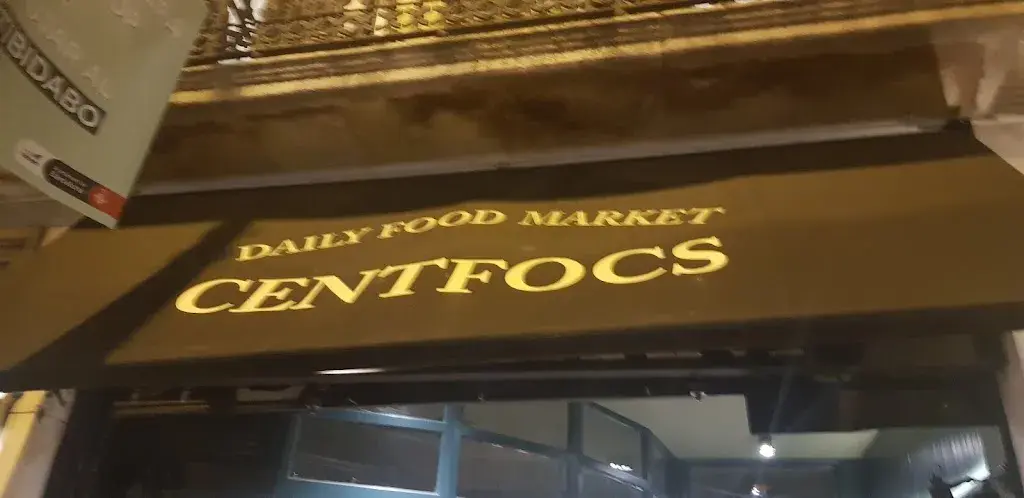 TIBIDABO
DAILY FOOD MARKET
CENTFOCS